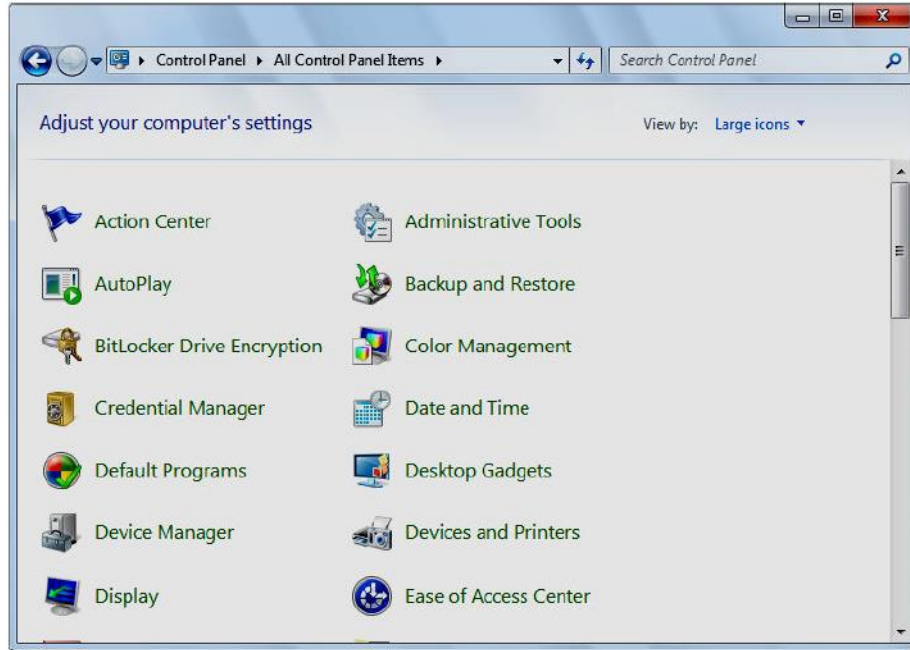 Control Panel All Control Panel Items Search Control Panel
Adjust your computer's settings View by: Large icons
Action Center Administrative Tools
AutoPlay Backup and Restore
BitLocker Drive Encryption Color Management
Credential Manager Date and Time
Default Programs Desktop Gadgets
Device Manager Devices and Printers
Display Ease of Access Center